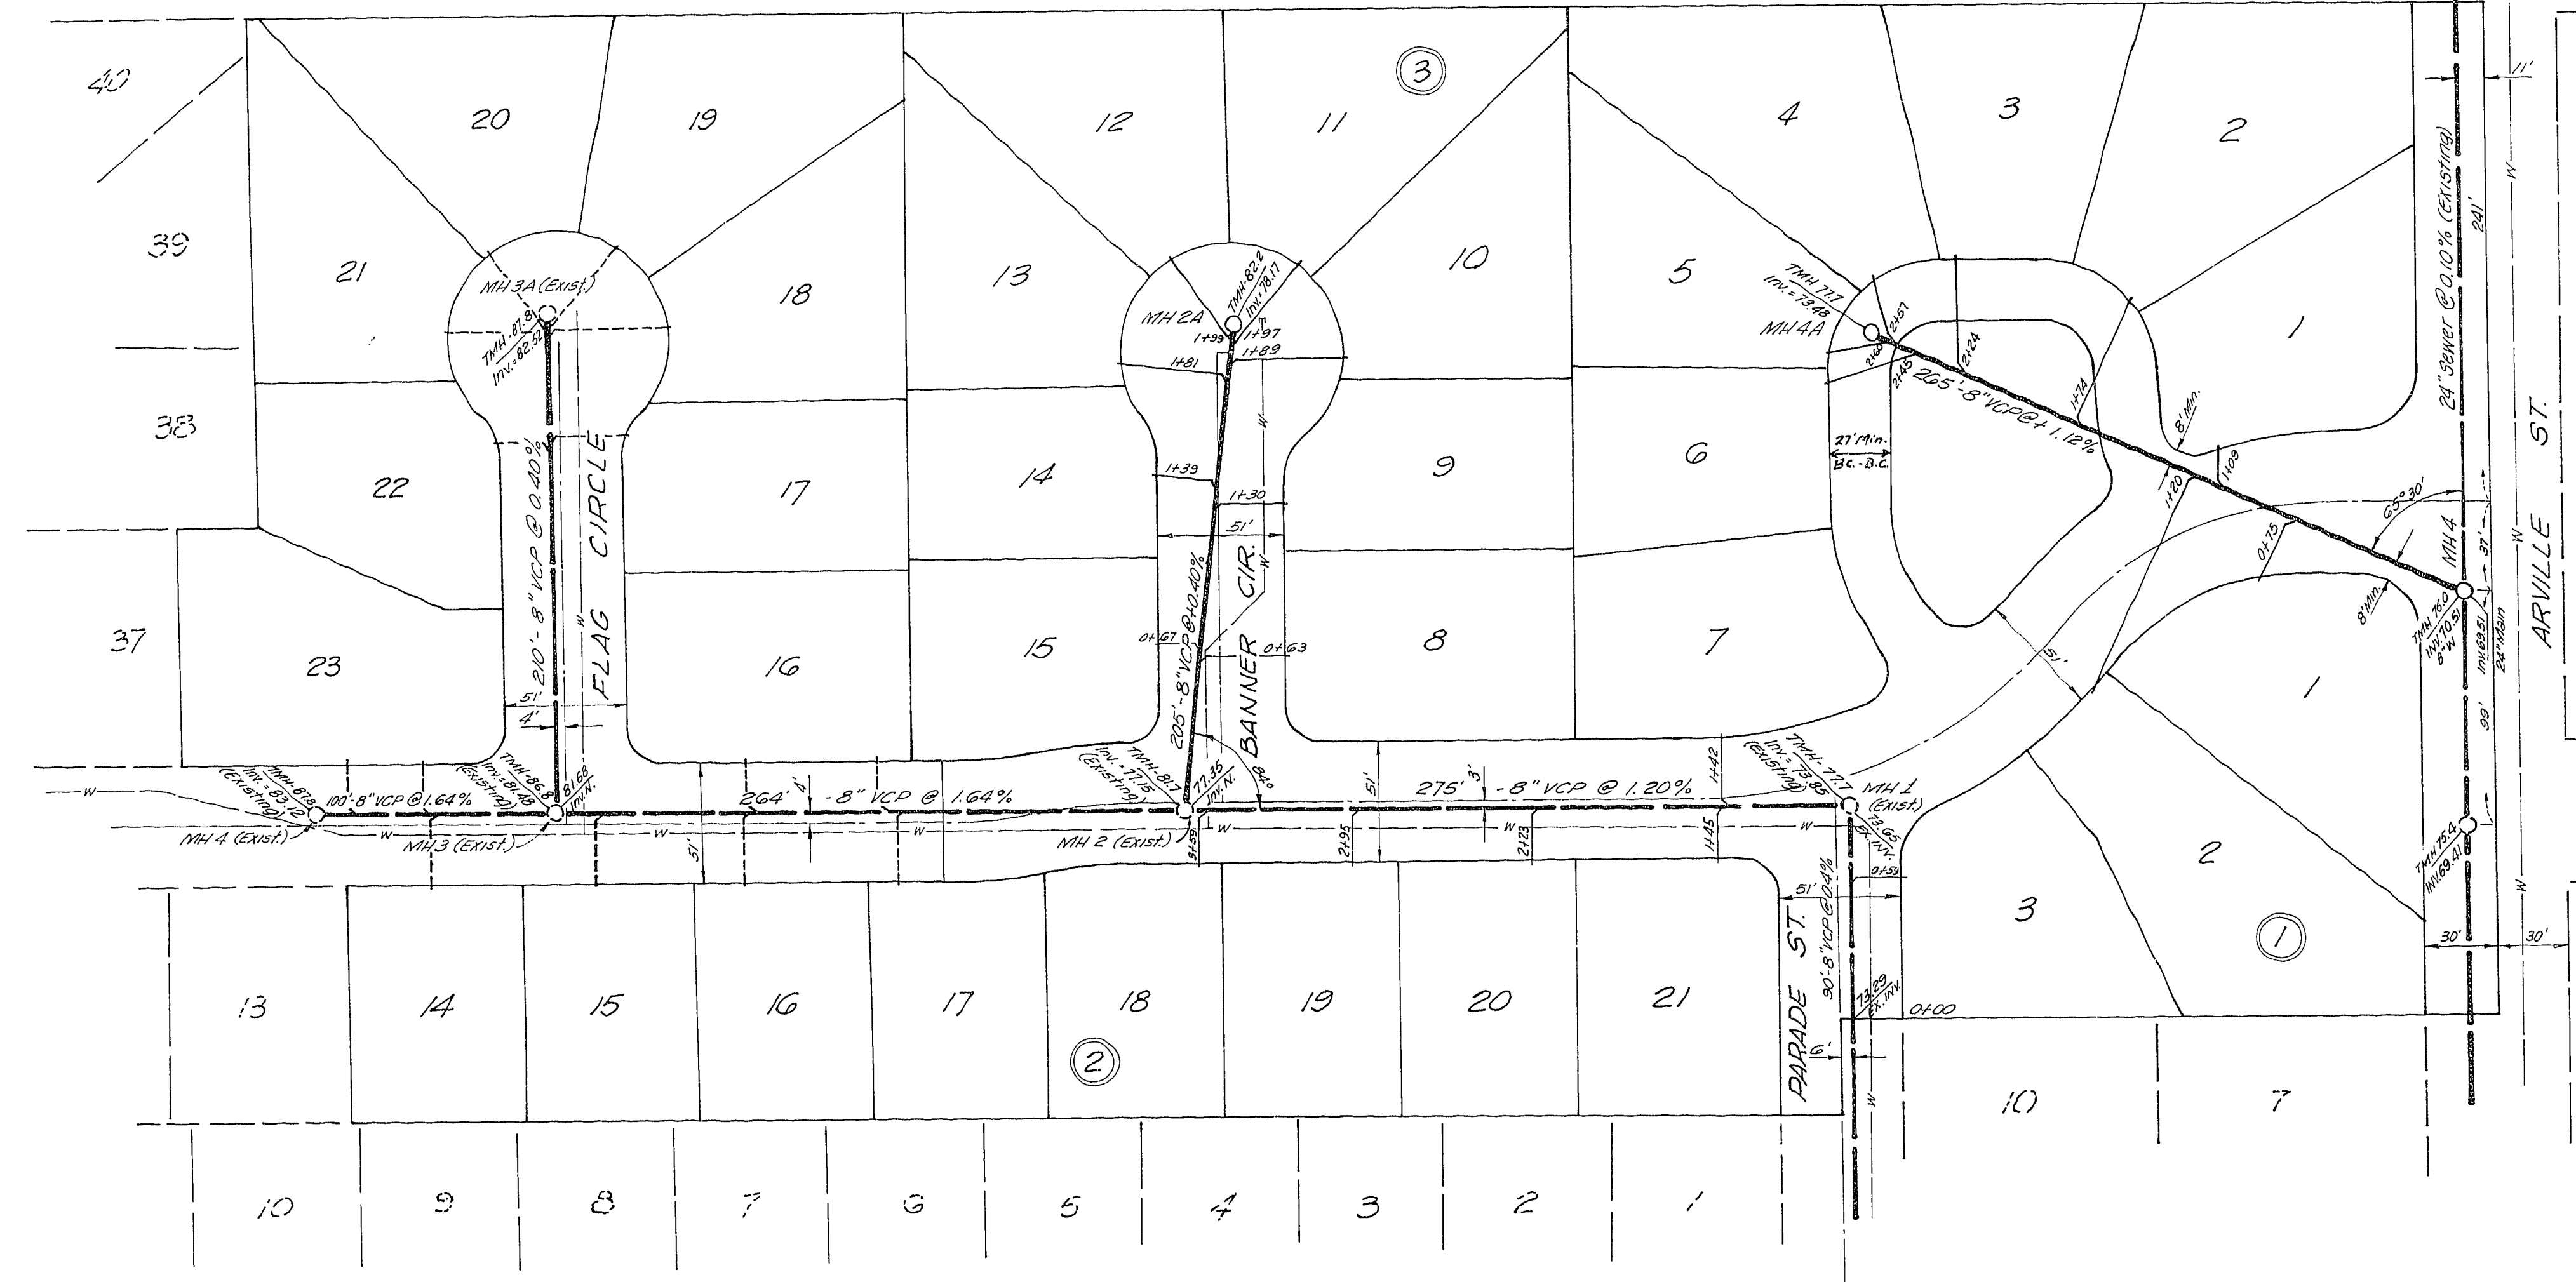 40
39
38
37
20
19
21
18
22
17
23
16
12
11
3
13
10
14
9
15
8
4
3
2
5
1
6
7
MH 3A (Exist.)
TMH-87.8
Inv.=82.52
210'-8" VCP @ 0.40%
FLAG CIRCLE
51'
4'
W
MH 2A
TMH-82.2
Inv.=78.17
1+99
1+97
1+89
1+81
1+39
1+30
51'
0+67
0+63
205'-8" VCP @+0.40%
BANNER CIR.
W
W
84°
TMH 77.7
Inv.=73.48
MH 4A
2+57
2+60
2+45
2+24
1+74
265'-8" VCP @+ 1.12%
27' Min.
B.C.-B.C.
8' Min.
1+09
1+20
0+75
65°30'
8' Min.
51'
24" Sewer @ 0.10% (Existing)
241'
11'
W
W
MH4
37'
TMH 76.0
INV. 70.51
8" W
Inv.69.51
24" Main
99'
TMH 75.4
INV.69.41
ARVILLE ST.
W
W
30'
30'
TMH-87.8
Inv.=83.12
(Existing)
100'-8" VCP @ 1.64%
MH 4 (Exist.)
TMH-86.8
Inv=81.48
(Existing)
81.68
Inv.N.
MH 3 (Exist.)
264' -8" VCP @ 1.64%
4'
51'
W
W
W
W
W
TMH-81.7
Inv.=77.15
(Existing)
77.35
Inv.N.
MH 2 (Exist.)
3+59
2+95
2+23
1+45
1+42
51'
275' -8" VCP @ 1.20%
3'
W
W
W
TMH-77.7
Inv.=73.85
(Existing)
MH 1
(Exist.)
73.65
EX. INV.
0+59
51'
90'-8" VCP @ 0.4%
PARADE ST.
73.29
EX. INV.
0+00
6'
W
1
2
3
1
13
14
15
16
17
18
19
20
21
2
10
7
10
9
8
7
6
5
4
3
2
1